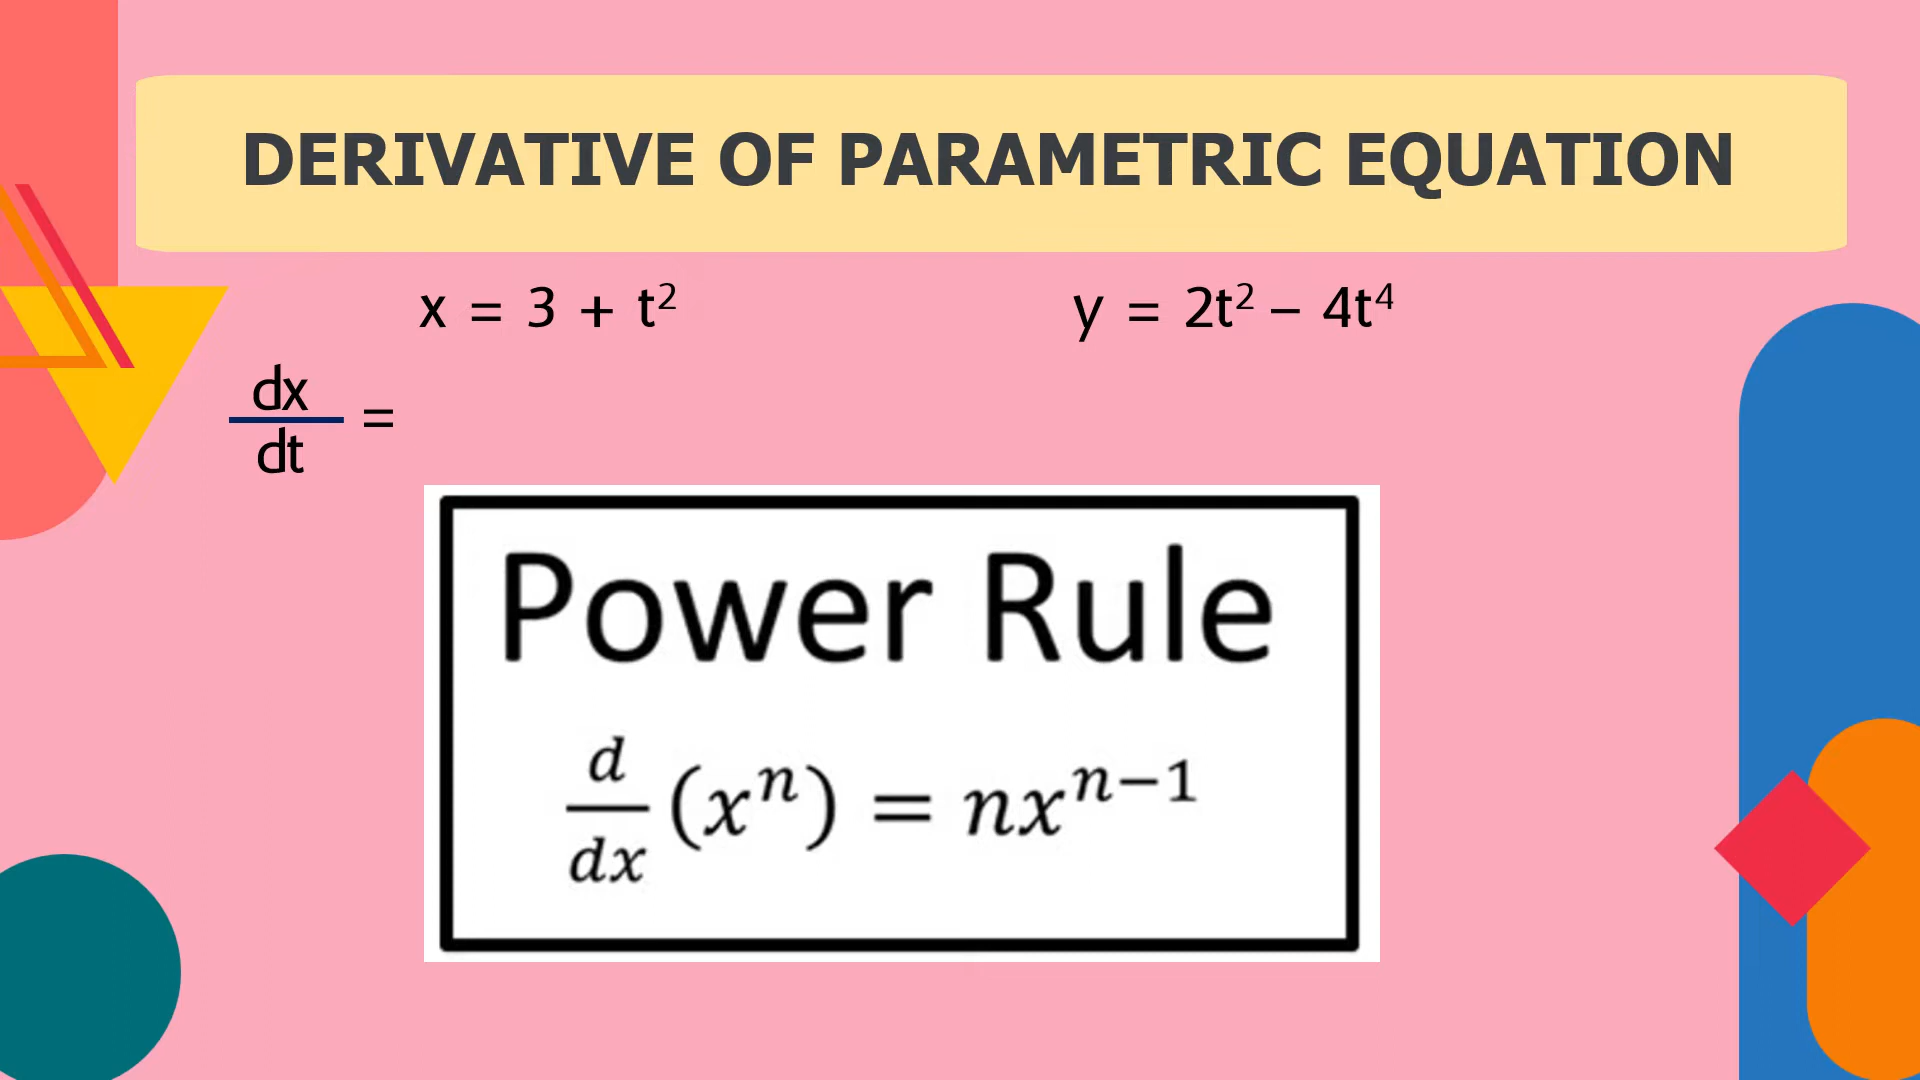 DERIVATIVE OF PARAMETRIC EQUATION
x = 3 + t² y = 2t² – 4t⁴
dx
dt
=
Power Rule
d
dx
(xⁿ) = nxⁿ⁻¹